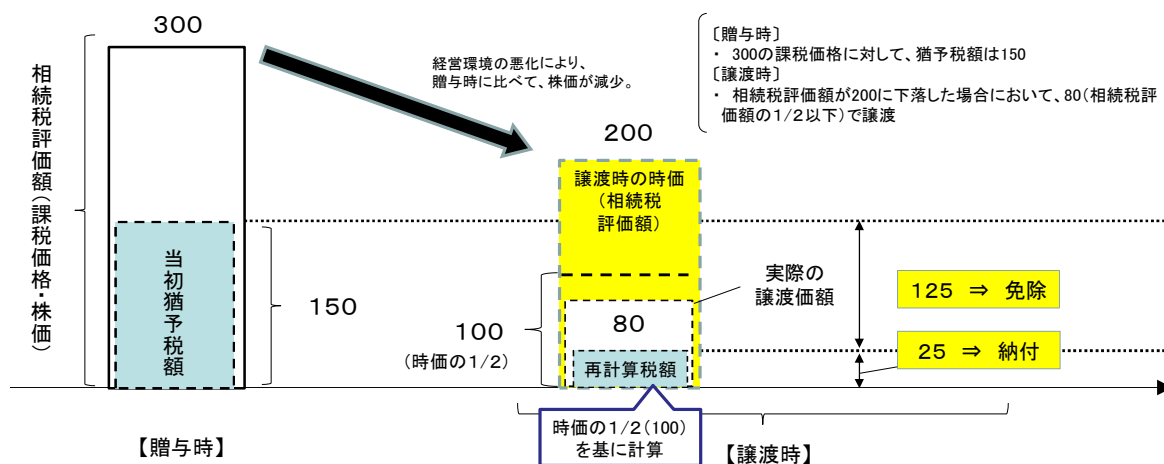 300
相続税評価額(課税価格・株価)
当初猶予税額
150
【贈与時】
経営環境の悪化により、
贈与時に比べて、株価が減少。
〔贈与時〕
・ 300の課税価格に対して、猶予税額は150
〔譲渡時〕
・ 相続税評価額が200に下落した場合において、80(相続税評
価額の1/2以下)で譲渡
200
譲渡時の時価
(相続税
評価額)
100
(時価の1/2)
80
再計算税額
時価の1/2(100)
を基に計算
実際の
譲渡価額
125 ⇒ 免除
25 ⇒ 納付
【譲渡時】